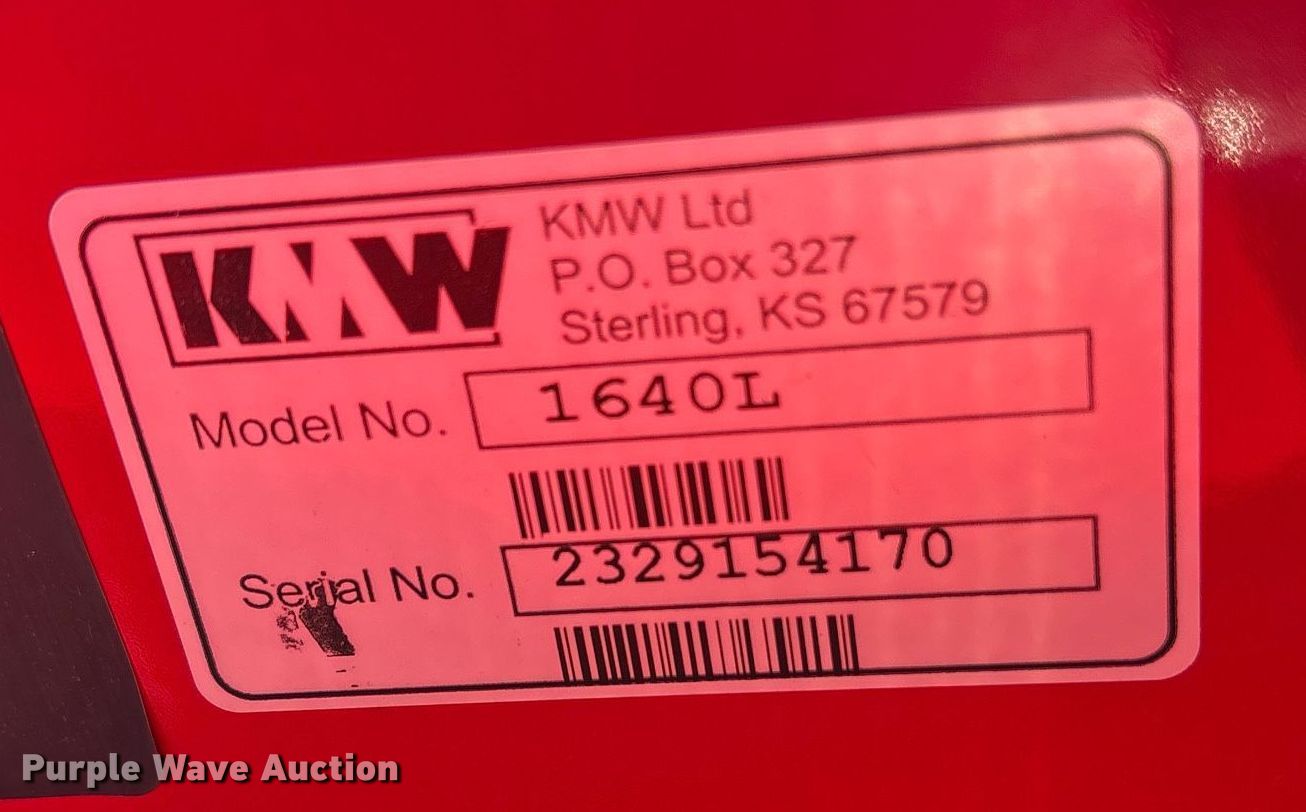 KMW
KMW Ltd
P.O. Box 327
Sterling, KS 67579
Model No. 1640L
Serial No. 2329154170
Purple Wave Auction